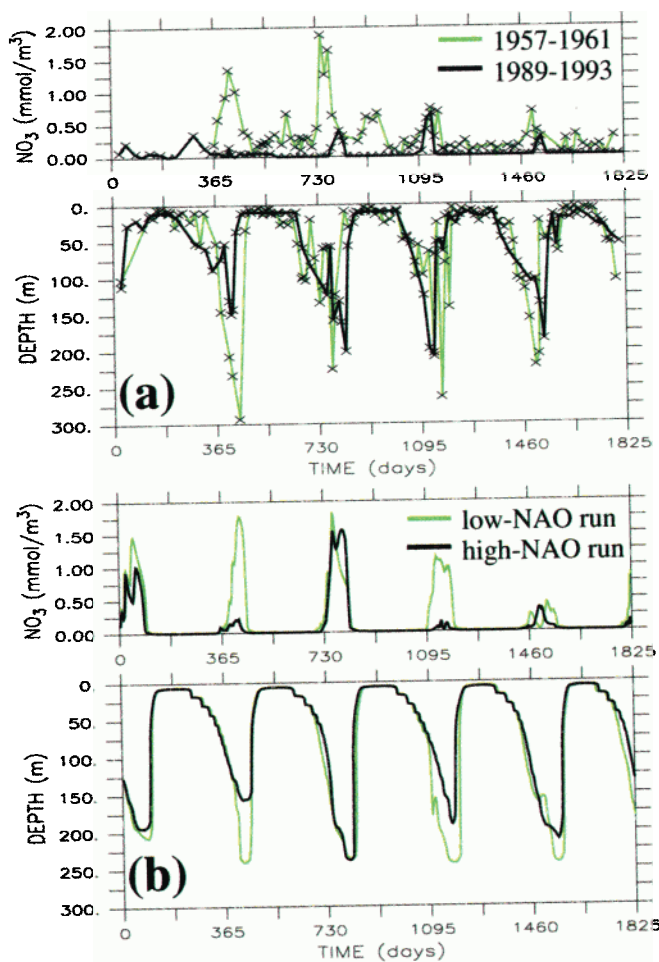 NO3 (mmol/m3)
2.00
1.50
1.00
0.50
0.00
1957-1961
1989-1993
0 365 730 1095 1460 1825
DEPTH (m)
0.
50.
100.
150.
200.
250.
300.
(a)
0 365 730 1095 1460 1825
TIME (days)
NO3 (mmol/m3)
2.00
1.50
1.00
0.50
0.00
low-NAO run
high-NAO run
0 365 730 1095 1460 1825
DEPTH (m)
0.
50.
100.
150.
200.
250.
300.
(b)
0 365 730 1095 1460 1825
TIME (days)